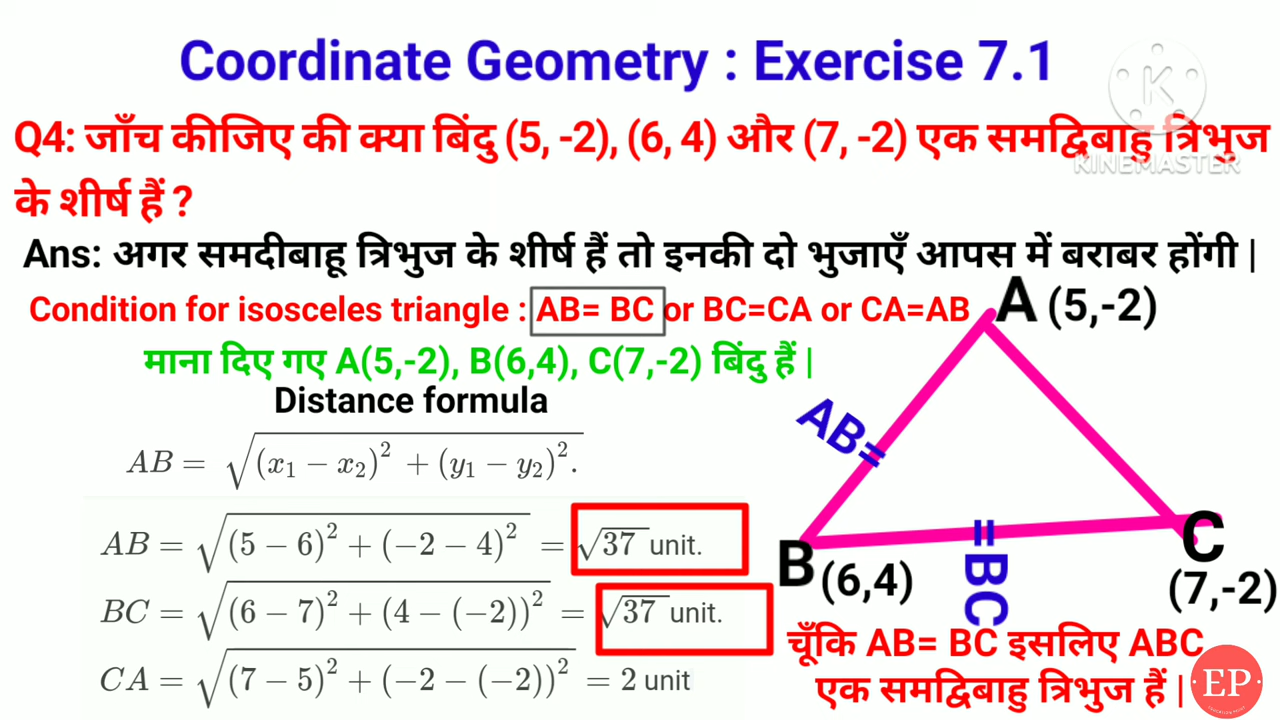 Coordinate Geometry : Exercise 7.1
K
KINEMASTER
Q4: जाँच कीजिए की क्या बिंदु (5, -2), (6, 4) और (7, -2) एक समद्विबाहु त्रिभुज
के शीर्ष हैं ?
Ans: अगर समदीबाहू त्रिभुज के शीर्ष हैं तो इनकी दो भुजाएँ आपस में बराबर होंगी |
Condition for isosceles triangle : AB= BC or BC=CA or CA=AB
माना दिए गए A(5,-2), B(6,4), C(7,-2) बिंदु हैं |
Distance formula
AB = √(x₁ − x₂)² + (y₁ − y₂)².
AB = √(5 − 6)² + (−2 − 4)² = √37 unit.
BC = √(6 − 7)² + (4 − (−2))² = √37 unit.
CA = √(7 − 5)² + (−2 − (−2))² = 2 unit
A (5,-2)
AB=
B (6,4)
=BC
C
(7,-2)
चूँकि AB= BC इसलिए ABC
एक समद्विबाहु त्रिभुज हैं |
EP